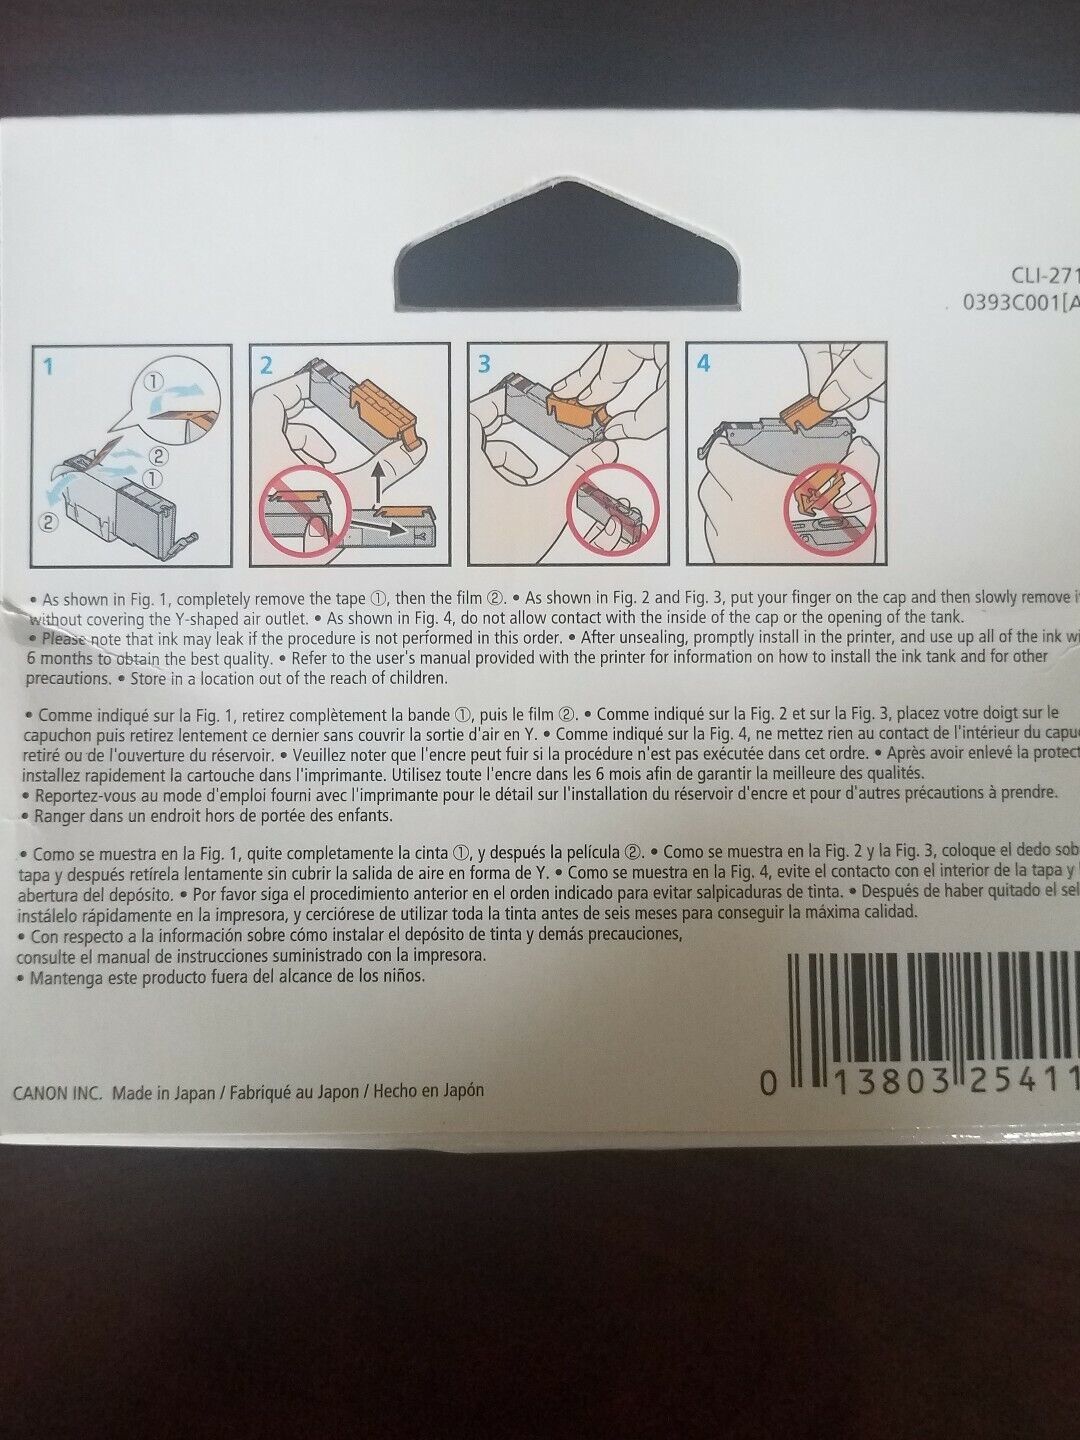 CLI-271
0393C001[A
1
2
3
4
①
②
①
②
• As shown in Fig. 1, completely remove the tape ①, then the film ②. • As shown in Fig. 2 and Fig. 3, put your finger on the cap and then slowly remove i
without covering the Y-shaped air outlet. • As shown in Fig. 4, do not allow contact with the inside of the cap or the opening of the tank.
• Please note that ink may leak if the procedure is not performed in this order. • After unsealing, promptly install in the printer, and use up all of the ink wi
6 months to obtain the best quality. • Refer to the user's manual provided with the printer for information on how to install the ink tank and for other
precautions. • Store in a location out of the reach of children.
• Comme indiqué sur la Fig. 1, retirez complètement la bande ①, puis le film ②. • Comme indiqué sur la Fig. 2 et sur la Fig. 3, placez votre doigt sur le
capuchon puis retirez lentement ce dernier sans couvrir la sortie d'air en Y. • Comme indiqué sur la Fig. 4, ne mettez rien au contact de l'intérieur du capu
retiré ou de l'ouverture du réservoir. • Veuillez noter que l'encre peut fuir si la procédure n'est pas exécutée dans cet ordre. • Après avoir enlevé la protect
installez rapidement la cartouche dans l'imprimante. Utilisez toute l'encre dans les 6 mois afin de garantir la meilleure des qualités.
• Reportez-vous au mode d'emploi fourni avec l'imprimante pour le détail sur l'installation du réservoir d'encre et pour d'autres précautions à prendre.
• Ranger dans un endroit hors de portée des enfants.
• Como se muestra en la Fig. 1, quite completamente la cinta ①, y después la película ②. • Como se muestra en la Fig. 2 y la Fig. 3, coloque el dedo sob
tapa y después retírela lentamente sin cubrir la salida de aire en forma de Y. • Como se muestra en la Fig. 4, evite el contacto con el interior de la tapa y
abertura del depósito. • Por favor siga el procedimiento anterior en el orden indicado para evitar salpicaduras de tinta. • Después de haber quitado el sel
instálelo rápidamente en la impresora, y cerciórese de utilizar toda la tinta antes de seis meses para conseguir la máxima calidad.
• Con respecto a la información sobre cómo instalar el depósito de tinta y demás precauciones,
consulte el manual de instrucciones suministrado con la impresora.
• Mantenga este producto fuera del alcance de los niños.
CANON INC. Made in Japan / Fabriqué au Japon / Hecho en Japón
0 13803 25411